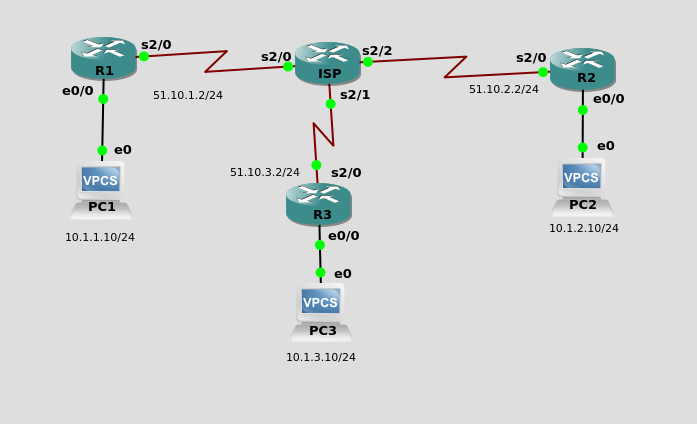 s2/0
R1
e0/0
51.10.1.2/24
s2/0
ISP
s2/2
s2/1
s2/0
R2
51.10.2.2/24
e0/0
e0
VPCS
PC1
10.1.1.10/24
51.10.3.2/24
s2/0
R3
e0/0
e0
VPCS
PC3
10.1.3.10/24
e0
VPCS
PC2
10.1.2.10/24